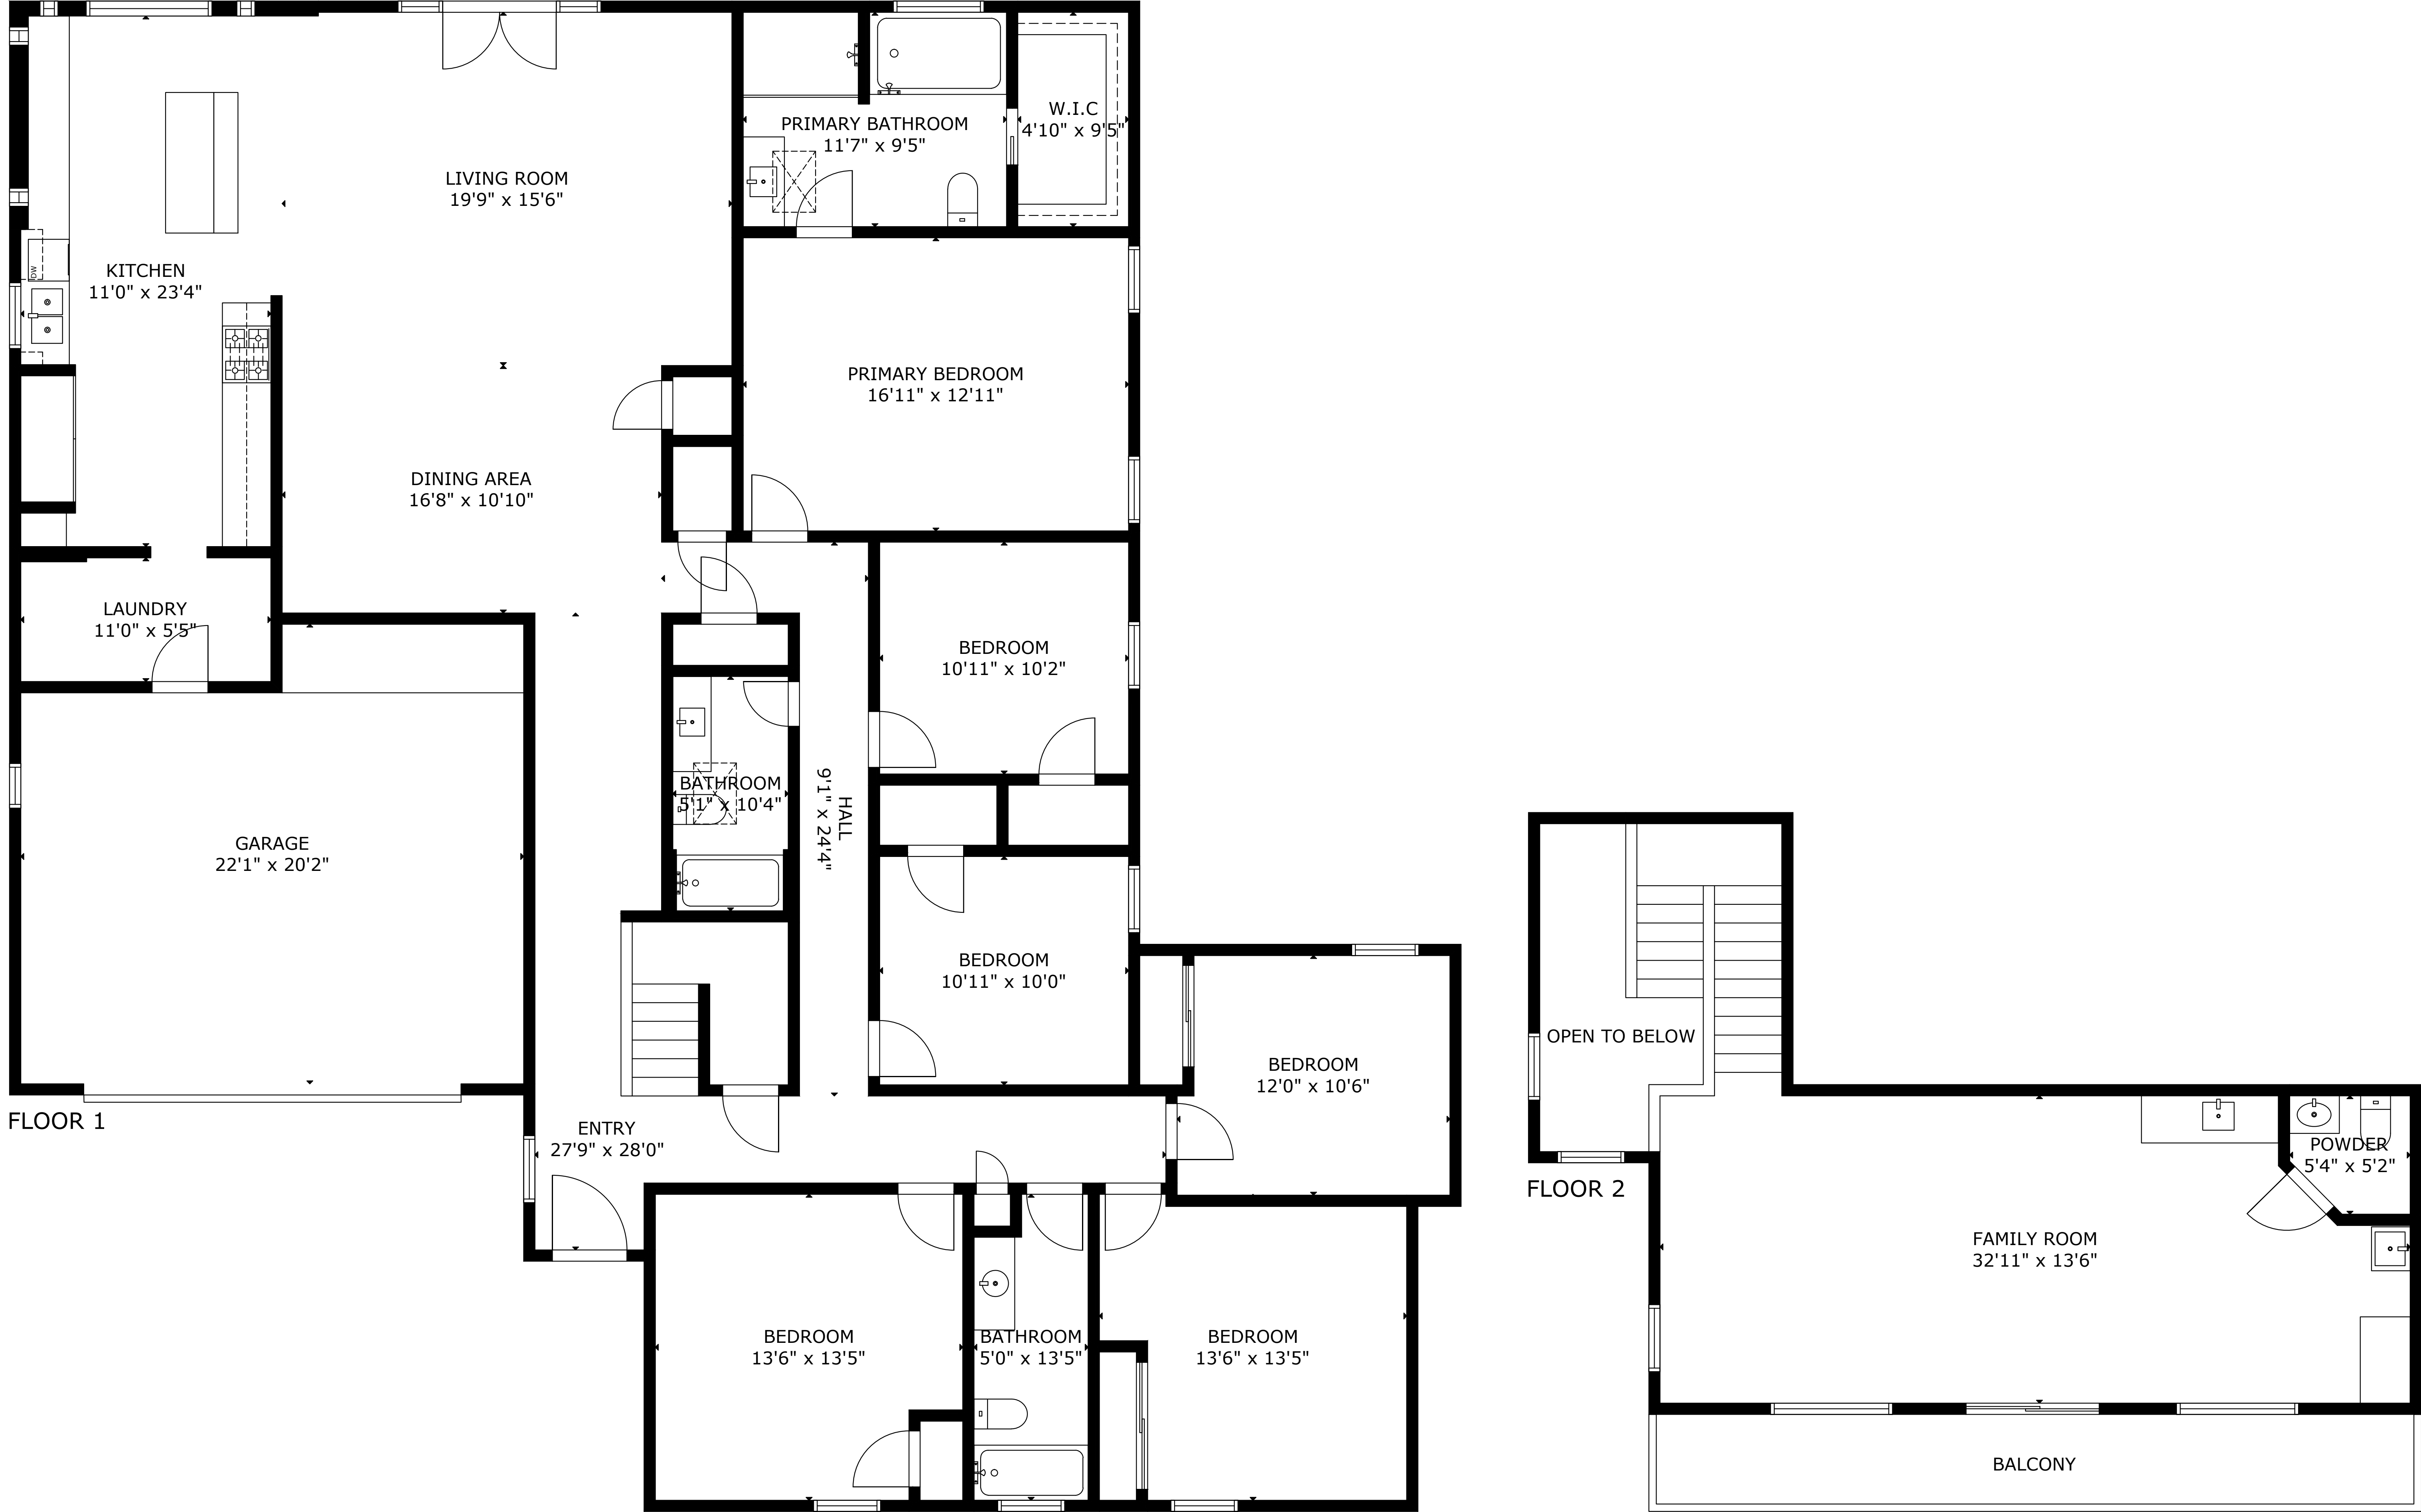 PRIMARY BATHROOM
11'7" x 9'5"
W.I.C
4'10" x 9'5"
LIVING ROOM
19'9" x 15'6"
KITCHEN
11'0" x 23'4"
DW
PRIMARY BEDROOM
16'11" x 12'11"
DINING AREA
16'8" x 10'10"
LAUNDRY
11'0" x 5'5"
BEDROOM
10'11" x 10'2"
BATHROOM
5'1" x 10'4"
HALL
9'1" x 24'4"
GARAGE
22'1" x 20'2"
BEDROOM
10'11" x 10'0"
BEDROOM
12'0" x 10'6"
FLOOR 1
ENTRY
27'9" x 28'0"
BEDROOM
13'6" x 13'5"
BATHROOM
5'0" x 13'5"
BEDROOM
13'6" x 13'5"
OPEN TO BELOW
POWDER
5'4" x 5'2"
FLOOR 2
FAMILY ROOM
32'11" x 13'6"
BALCONY